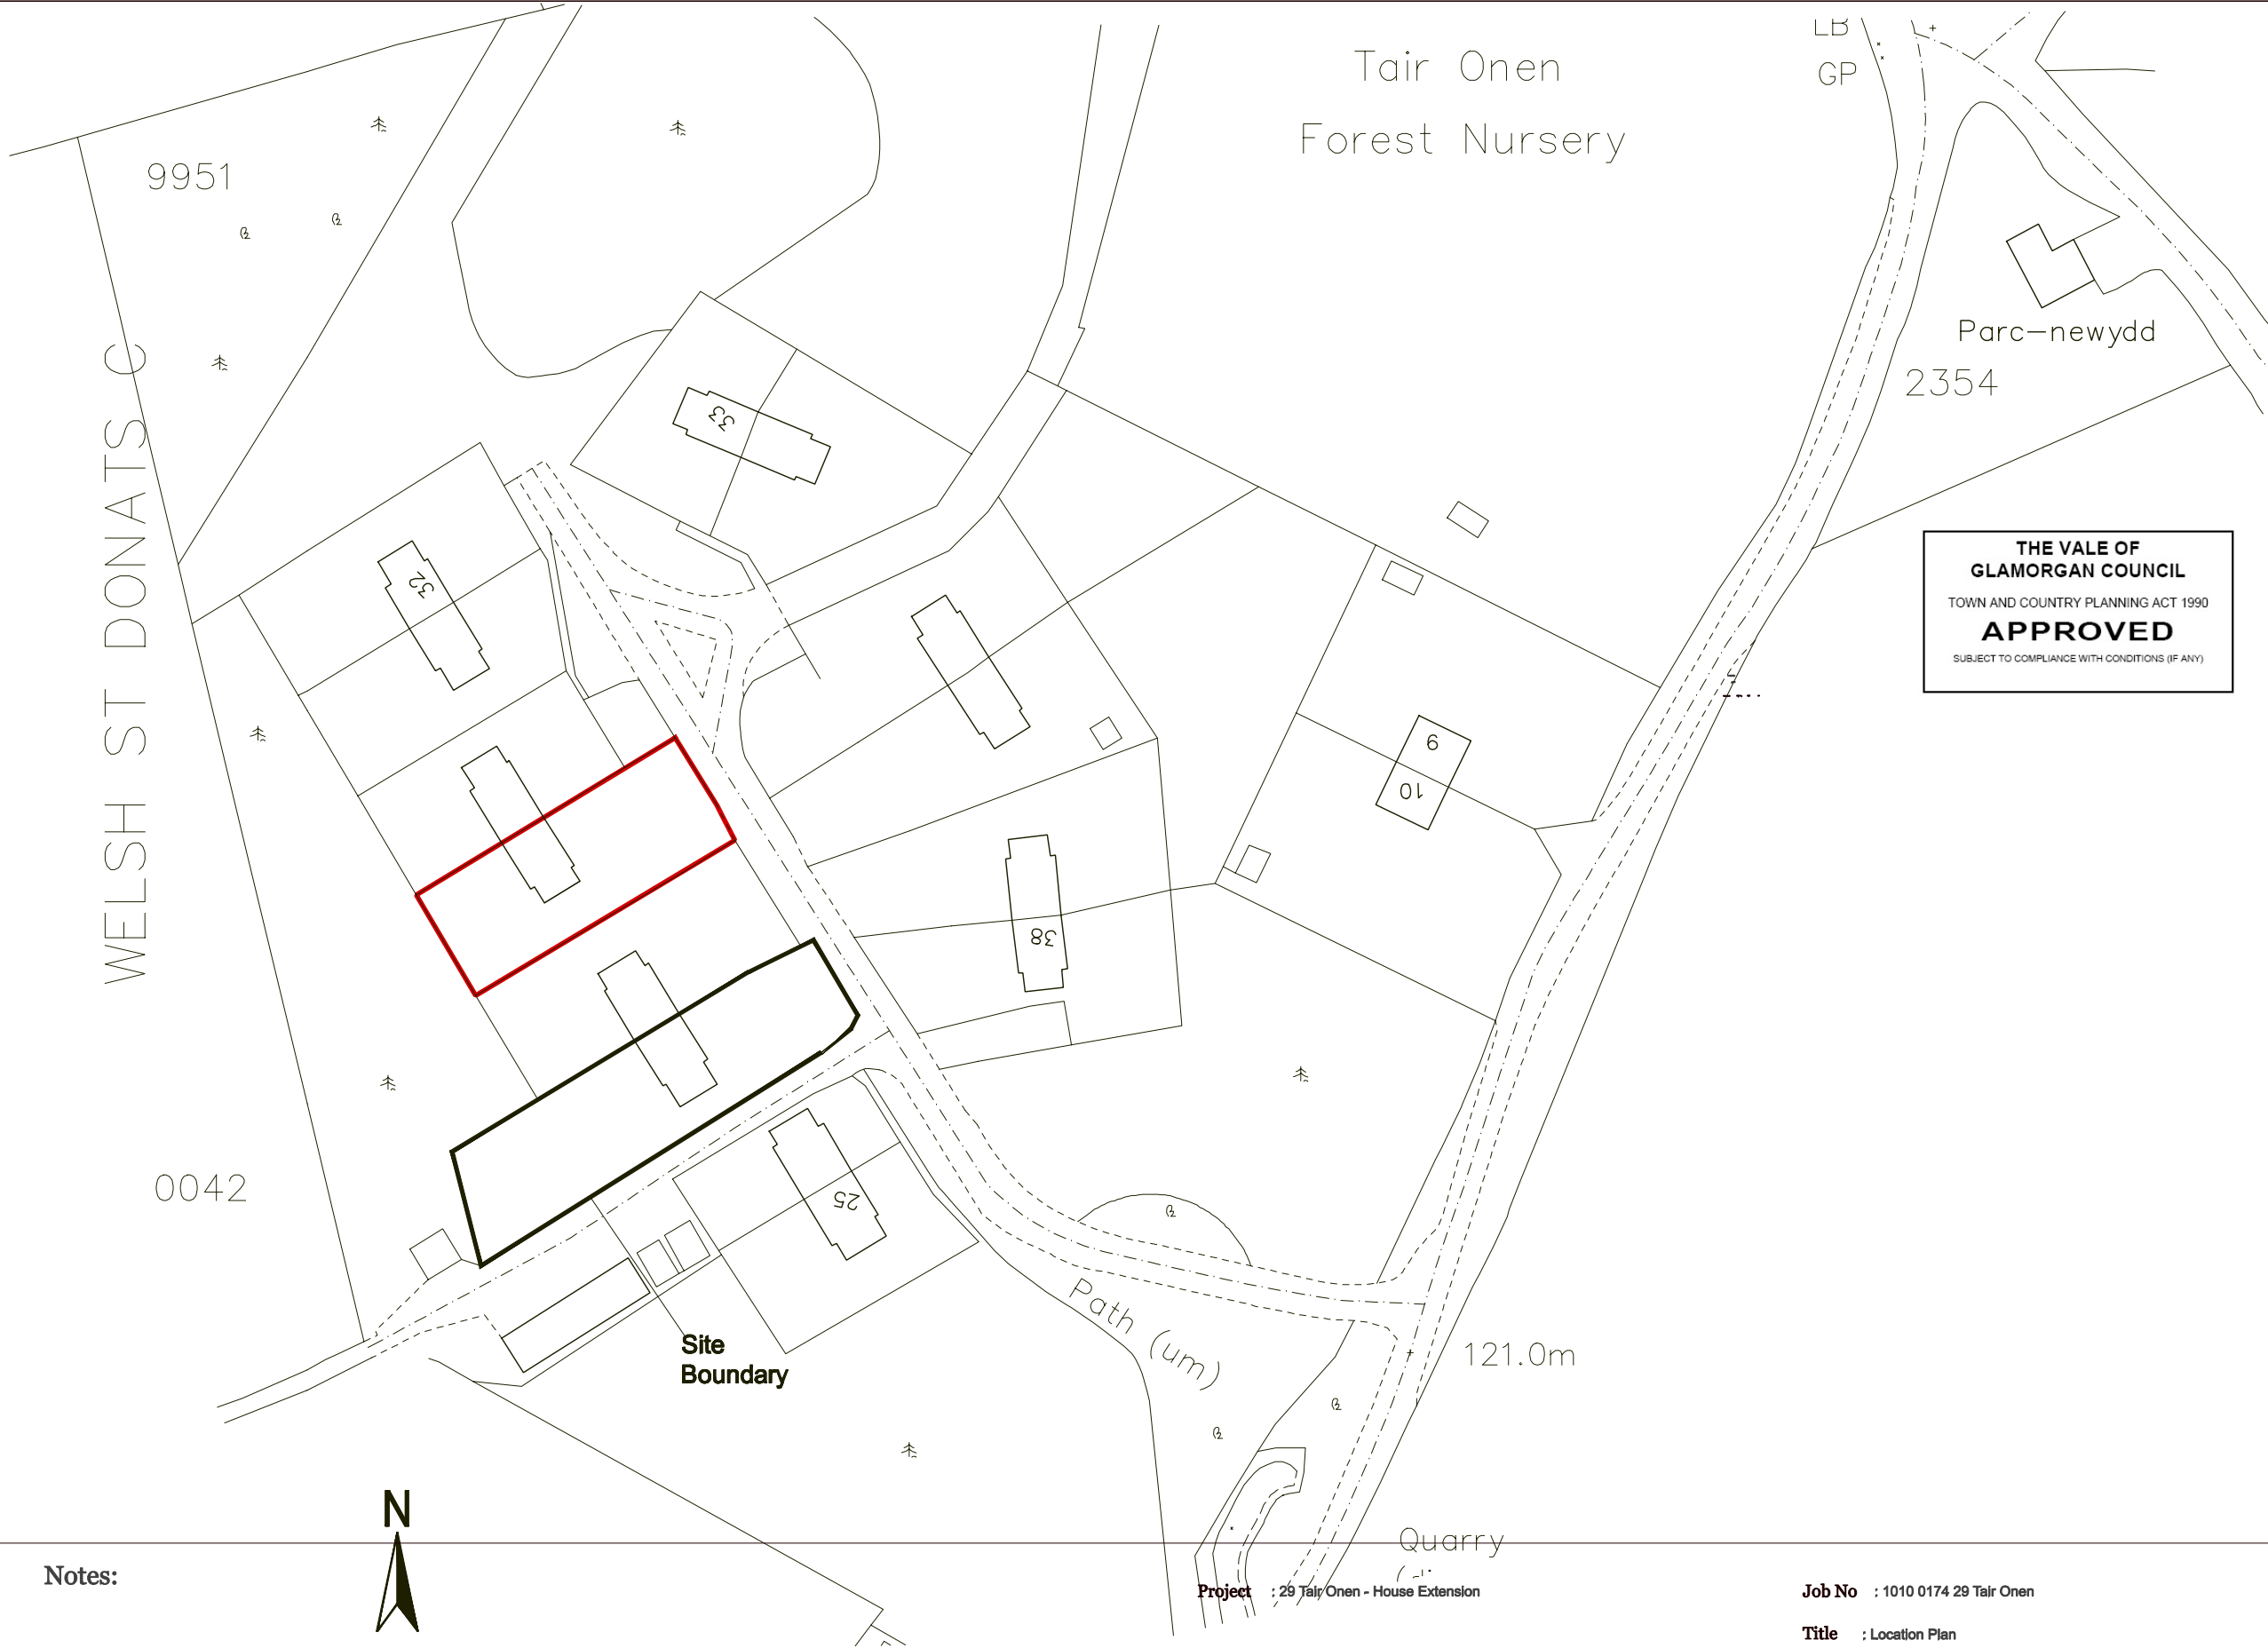 Tair Onen
Forest Nursery
LB
GP
9951
Parc-newydd
2354
33
WELSH ST DONATS C
32
THE VALE OF
GLAMORGAN COUNCIL
TOWN AND COUNTRY PLANNING ACT 1990
APPROVED
SUBJECT TO COMPLIANCE WITH CONDITIONS (IF ANY)
9
10
38
0042
25
Path (um)
Site
Boundary
121.0m
N
Quarry
Notes:
Project : 29 Tair Onen - House Extension
Job No : 1010 0174 29 Tair Onen
Title : Location Plan